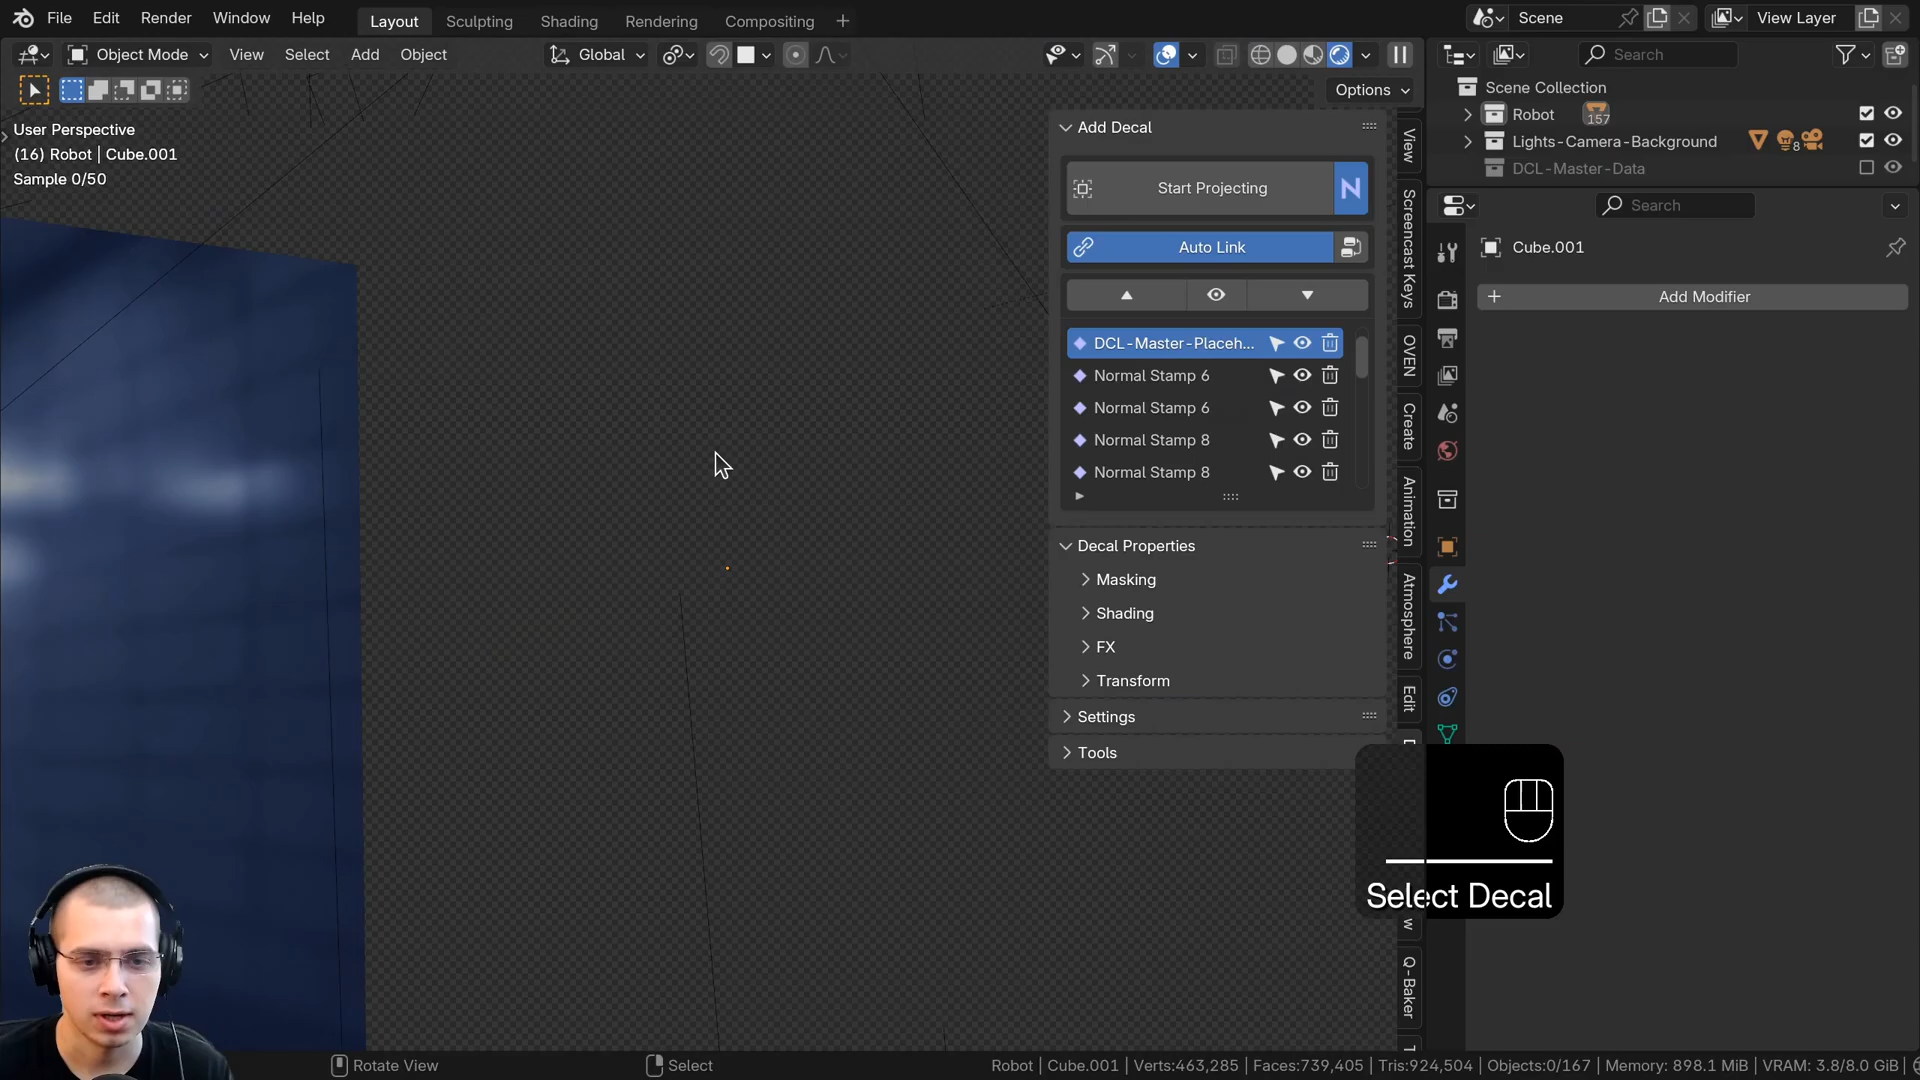 File Edit Render Window Help Layout Sculpting Shading Rendering Compositing Scene View Layer
Object Mode View Select Add Object Global Search
Options
User Perspective
(16) Robot | Cube.001
Sample 0/50
Add Decal
Start Projecting
Auto Link
DCL-Master-Placeh...
Normal Stamp 6
Normal Stamp 6
Normal Stamp 8
Normal Stamp 8
Decal Properties
Masking
Shading
FX
Transform
Settings
Tools
View
Screencast Keys
OVEN
Create
Animation
Atmosphere
Edit
Q-Baker
Scene Collection
Robot 157
Lights-Camera-Background 8
DCL-Master-Data
Search
Cube.001
Add Modifier
Select Decal
Rotate View Select Robot | Cube.001 | Verts:463,285 | Faces:739,405 | Tris:924,504 | Objects:0/167 | Memory: 898.1 MiB | VRAM: 3.8/8.0 GiB |